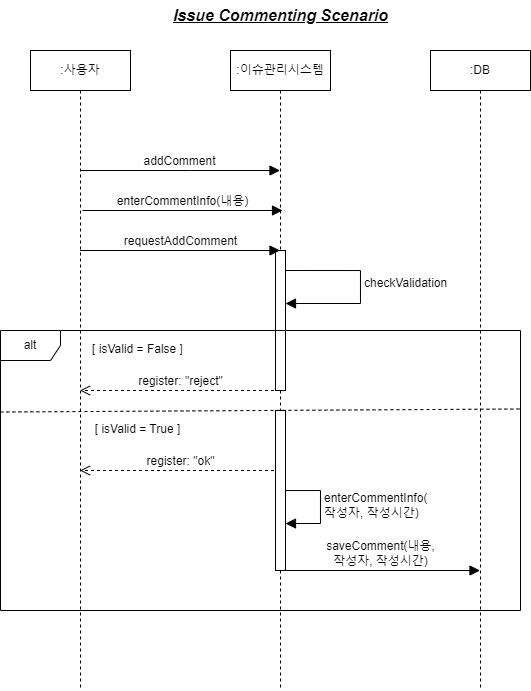 Issue Commenting Scenario
:사용자
:이슈관리시스템
:DB
addComment
enterCommentInfo(내용)
requestAddComment
checkValidation
alt
[ isValid = False ]
register: "reject"
[ isValid = True ]
register: "ok"
enterCommentInfo(
작성자, 작성시간)
saveComment(내용,
작성자, 작성시간)